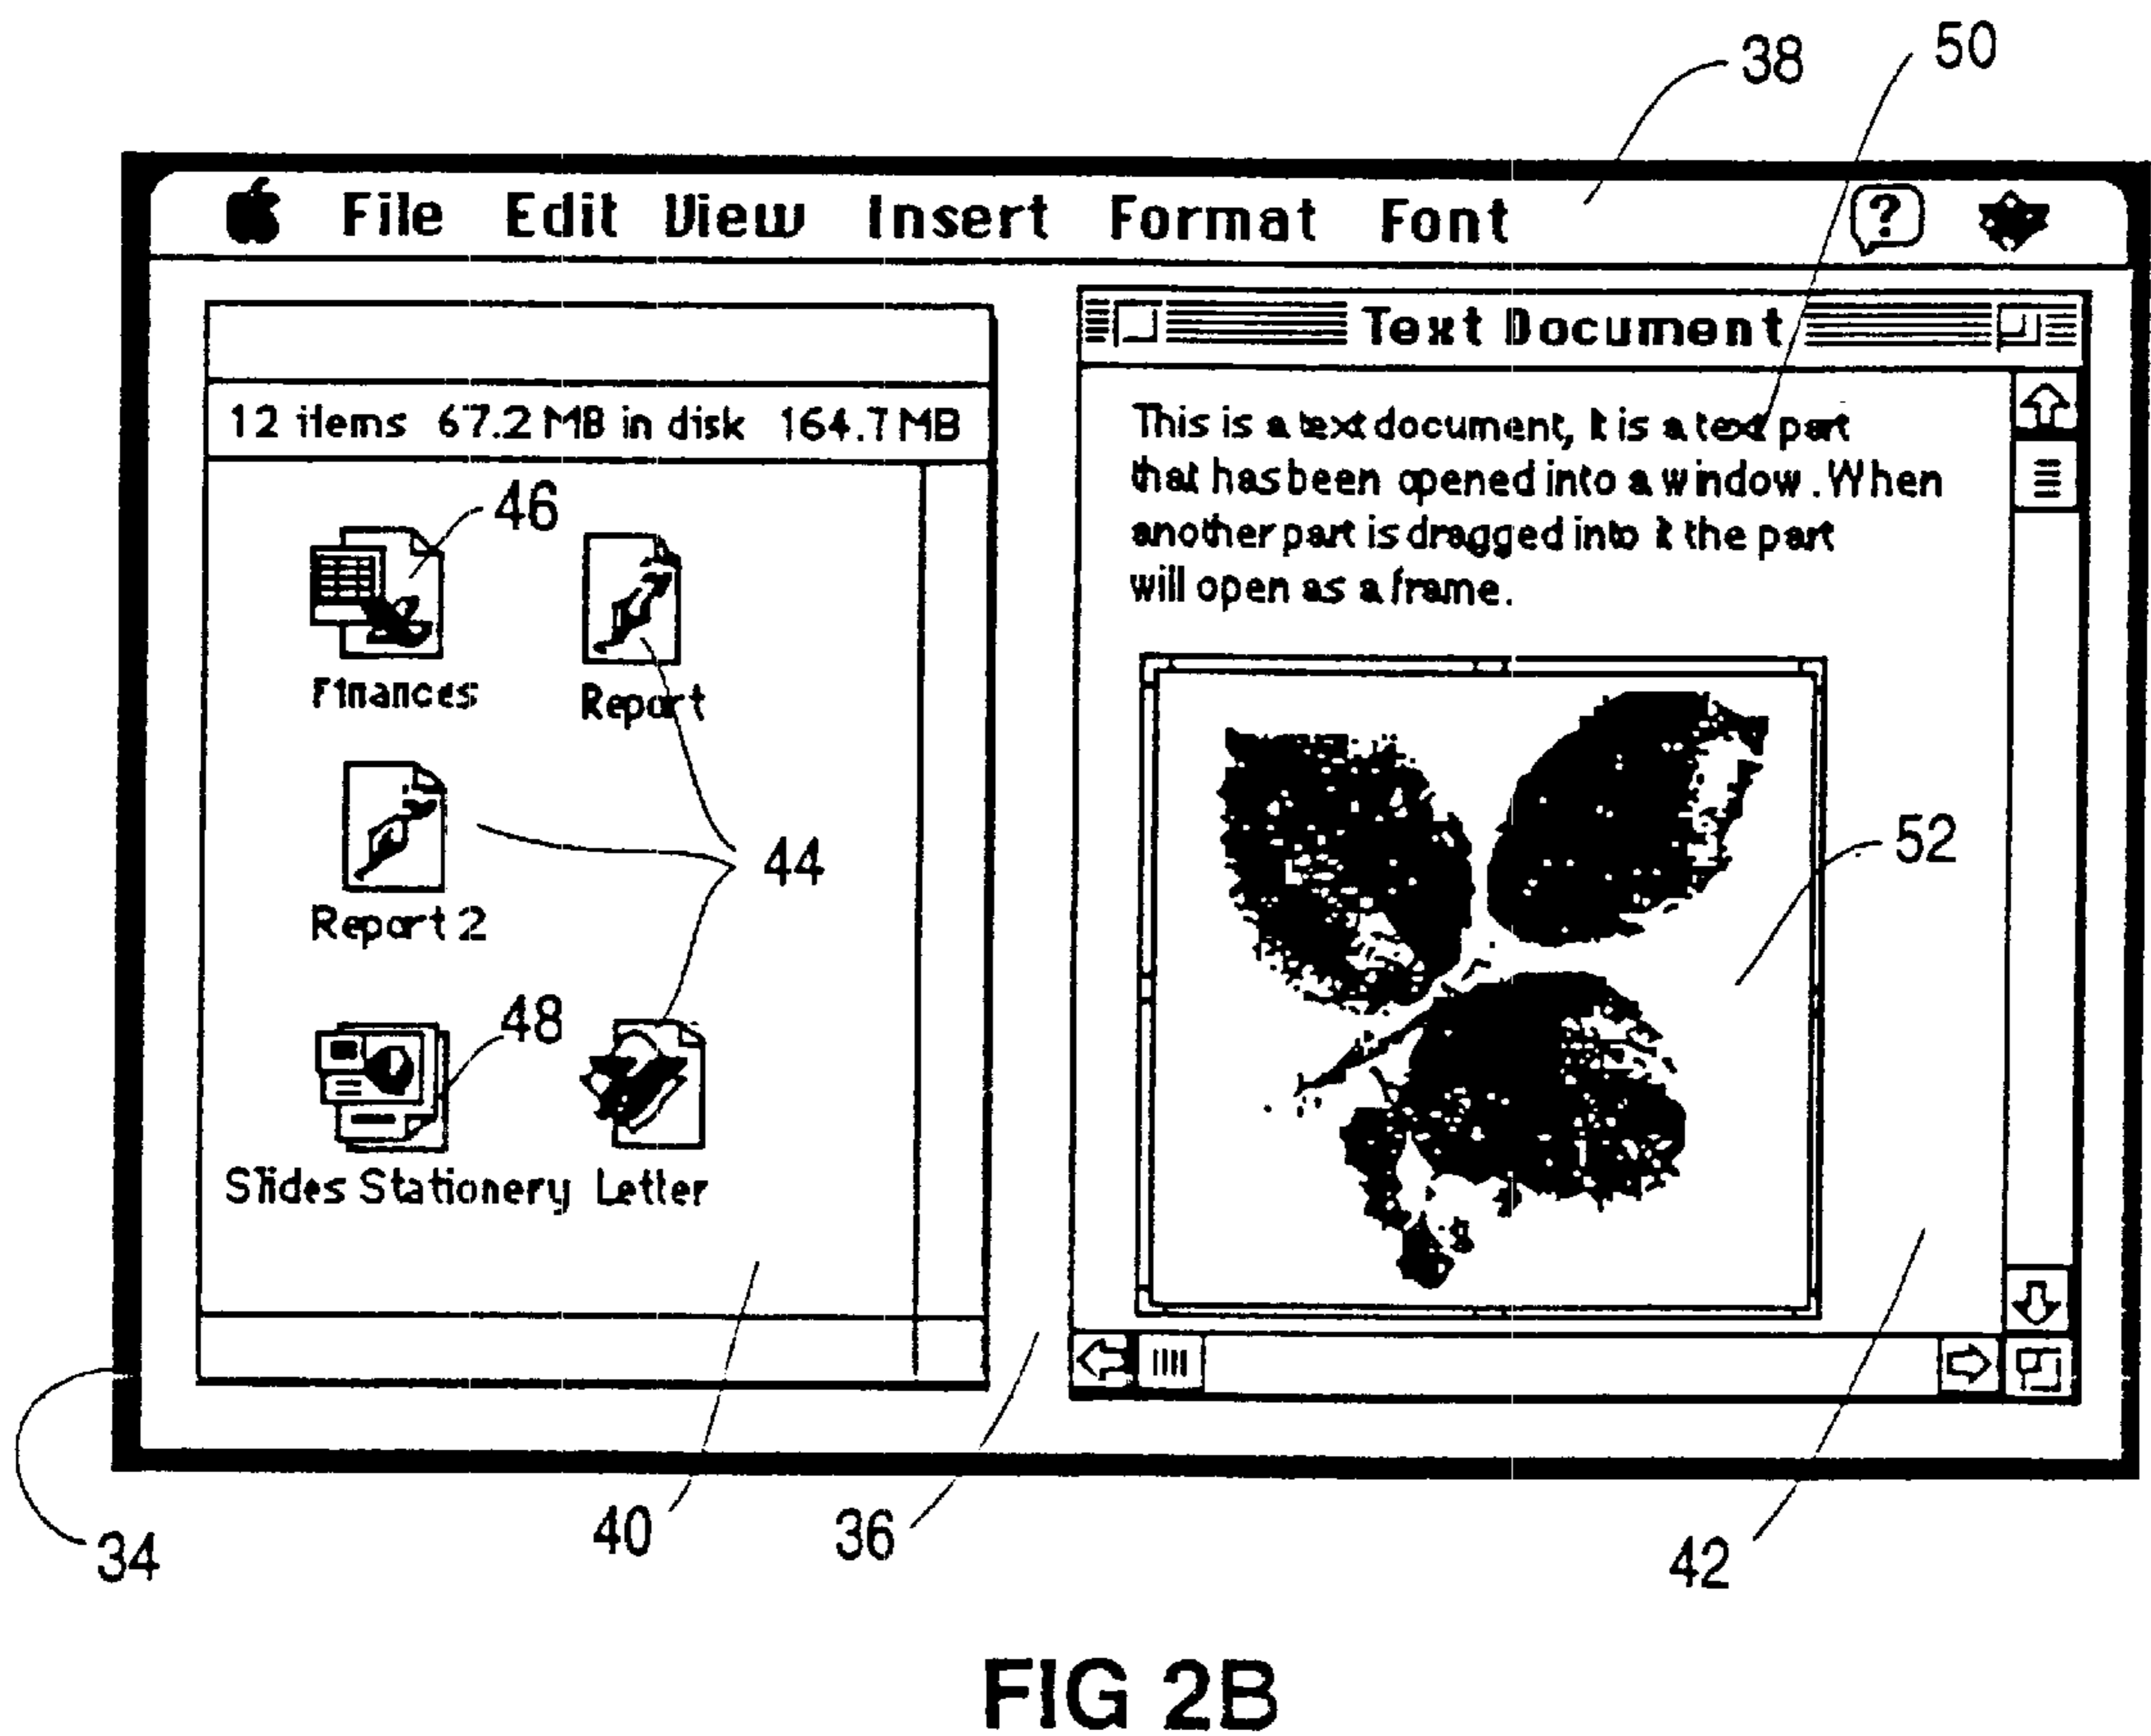 38
50
File Edit View Insert Format Font ?
Text Document
12 items 67.2 MB in disk 164.7 MB
This is a text document, it is a text part
that has been opened into a window. When
another part is dragged into it the part
will open as a frame.
46
Finances
Report
44
52
Report 2
48
Slides Stationery Letter
34
40
36
42
FIG 2B